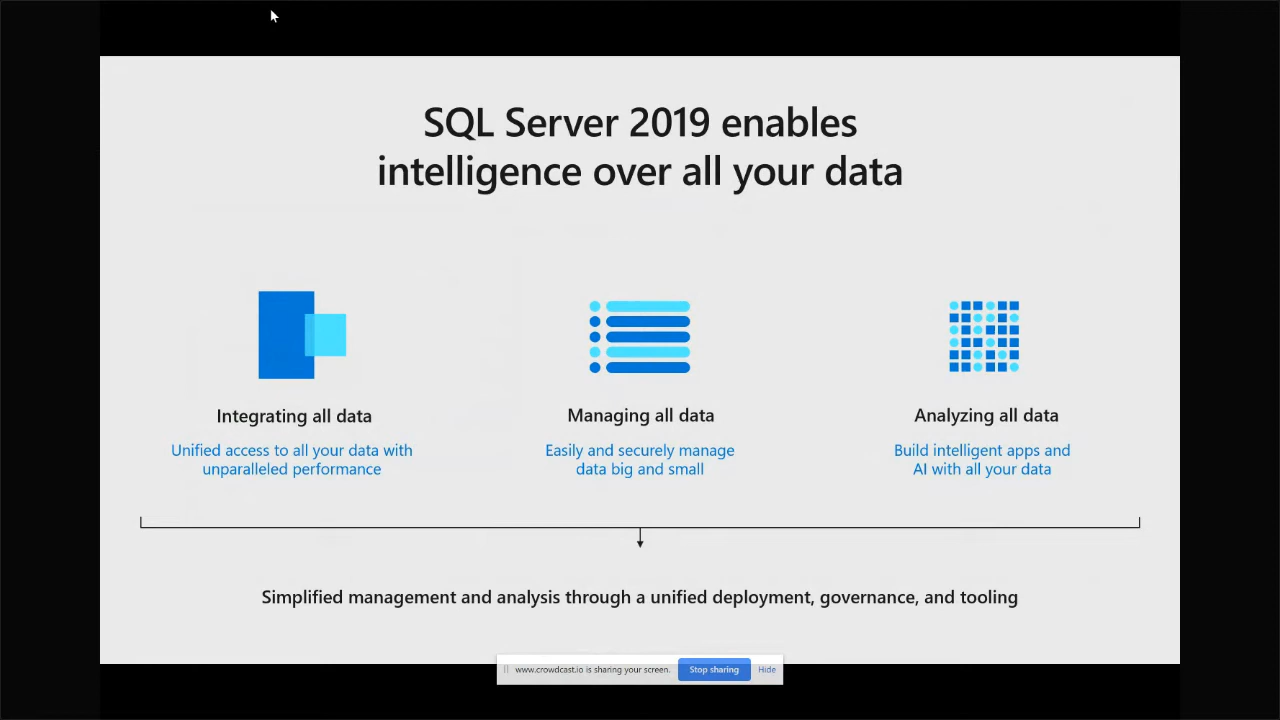 SQL Server 2019 enables
intelligence over all your data
Integrating all data
Unified access to all your data with
unparalleled performance
Managing all data
Easily and securely manage
data big and small
Analyzing all data
Build intelligent apps and
AI with all your data
Simplified management and analysis through a unified deployment, governance, and tooling
www.crowdcast.io is sharing your screen. Stop sharing Hide